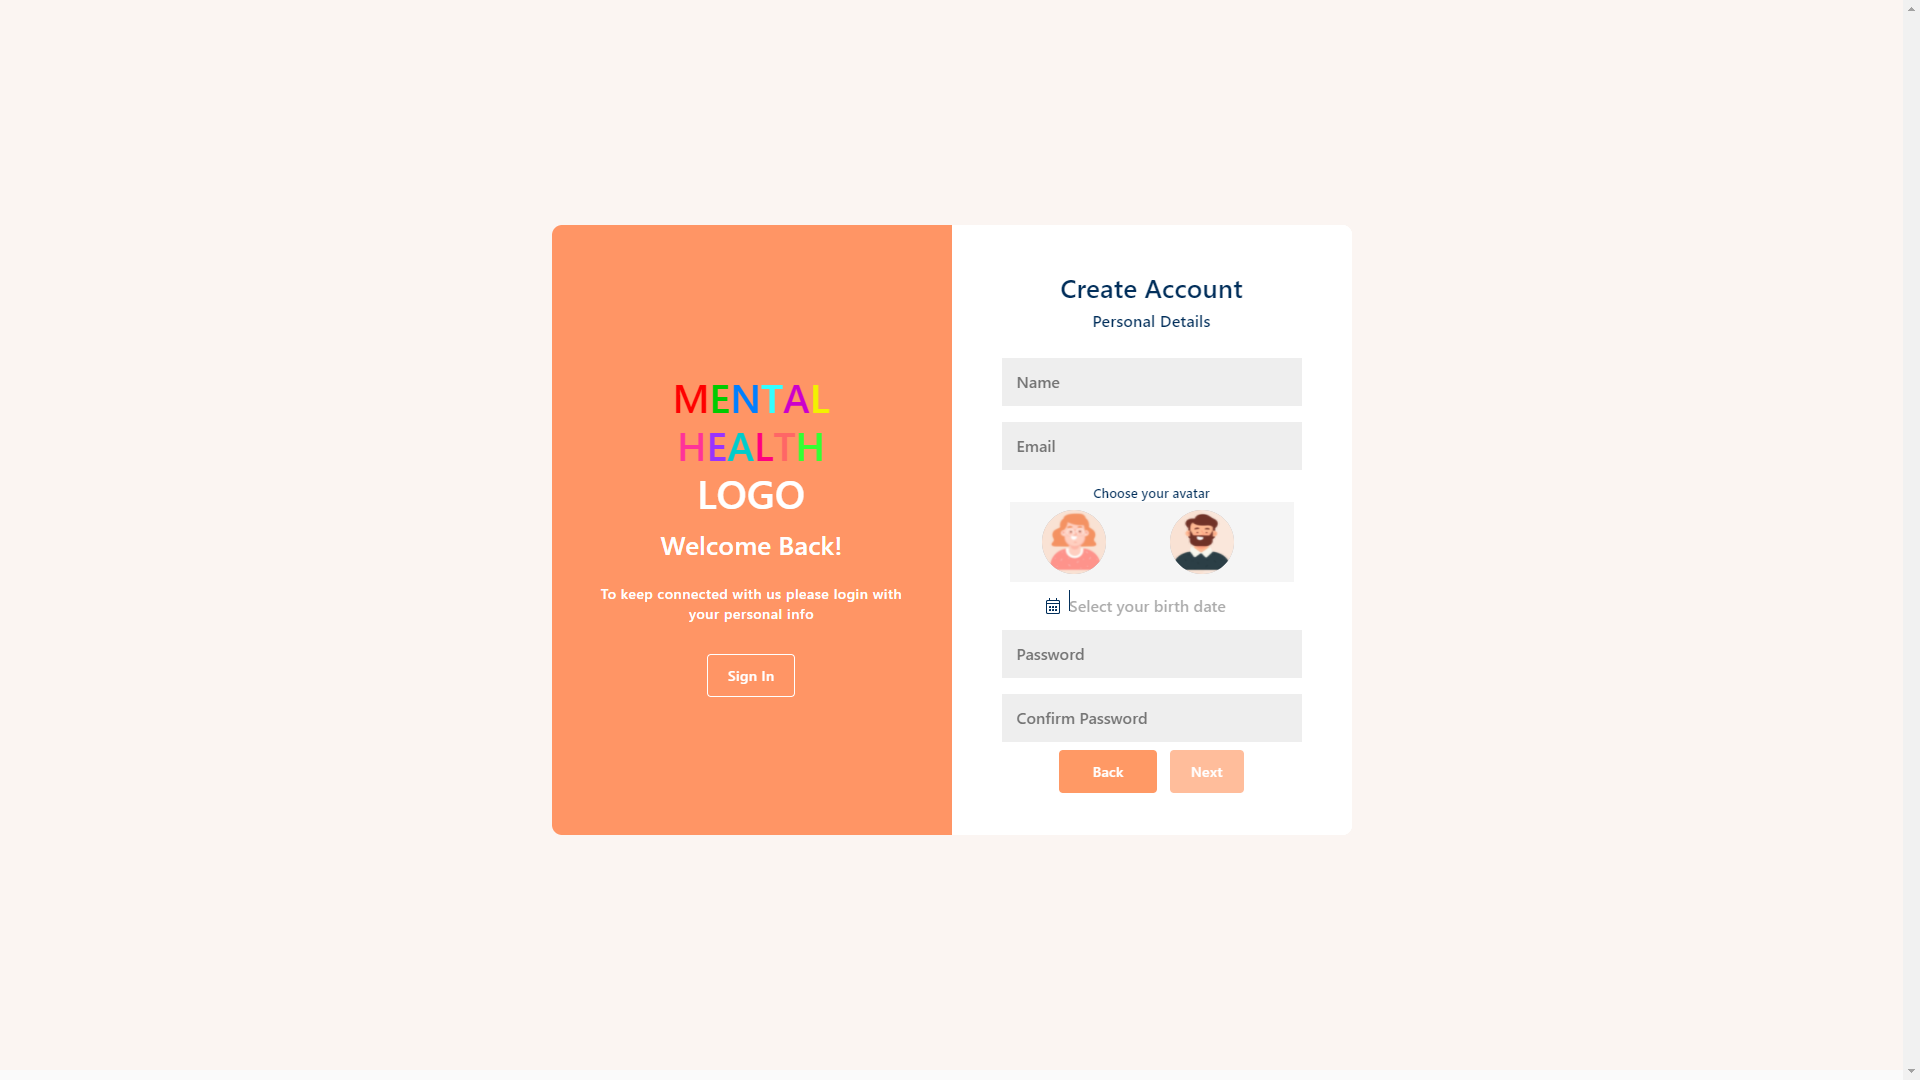 MENTAL
HEALTH
LOGO
Welcome Back!
To keep connected with us please login with
your personal info
Sign In
Create Account
Personal Details
Name
Email
Choose your avatar
Select your birth date
Password
Confirm Password
Back Next